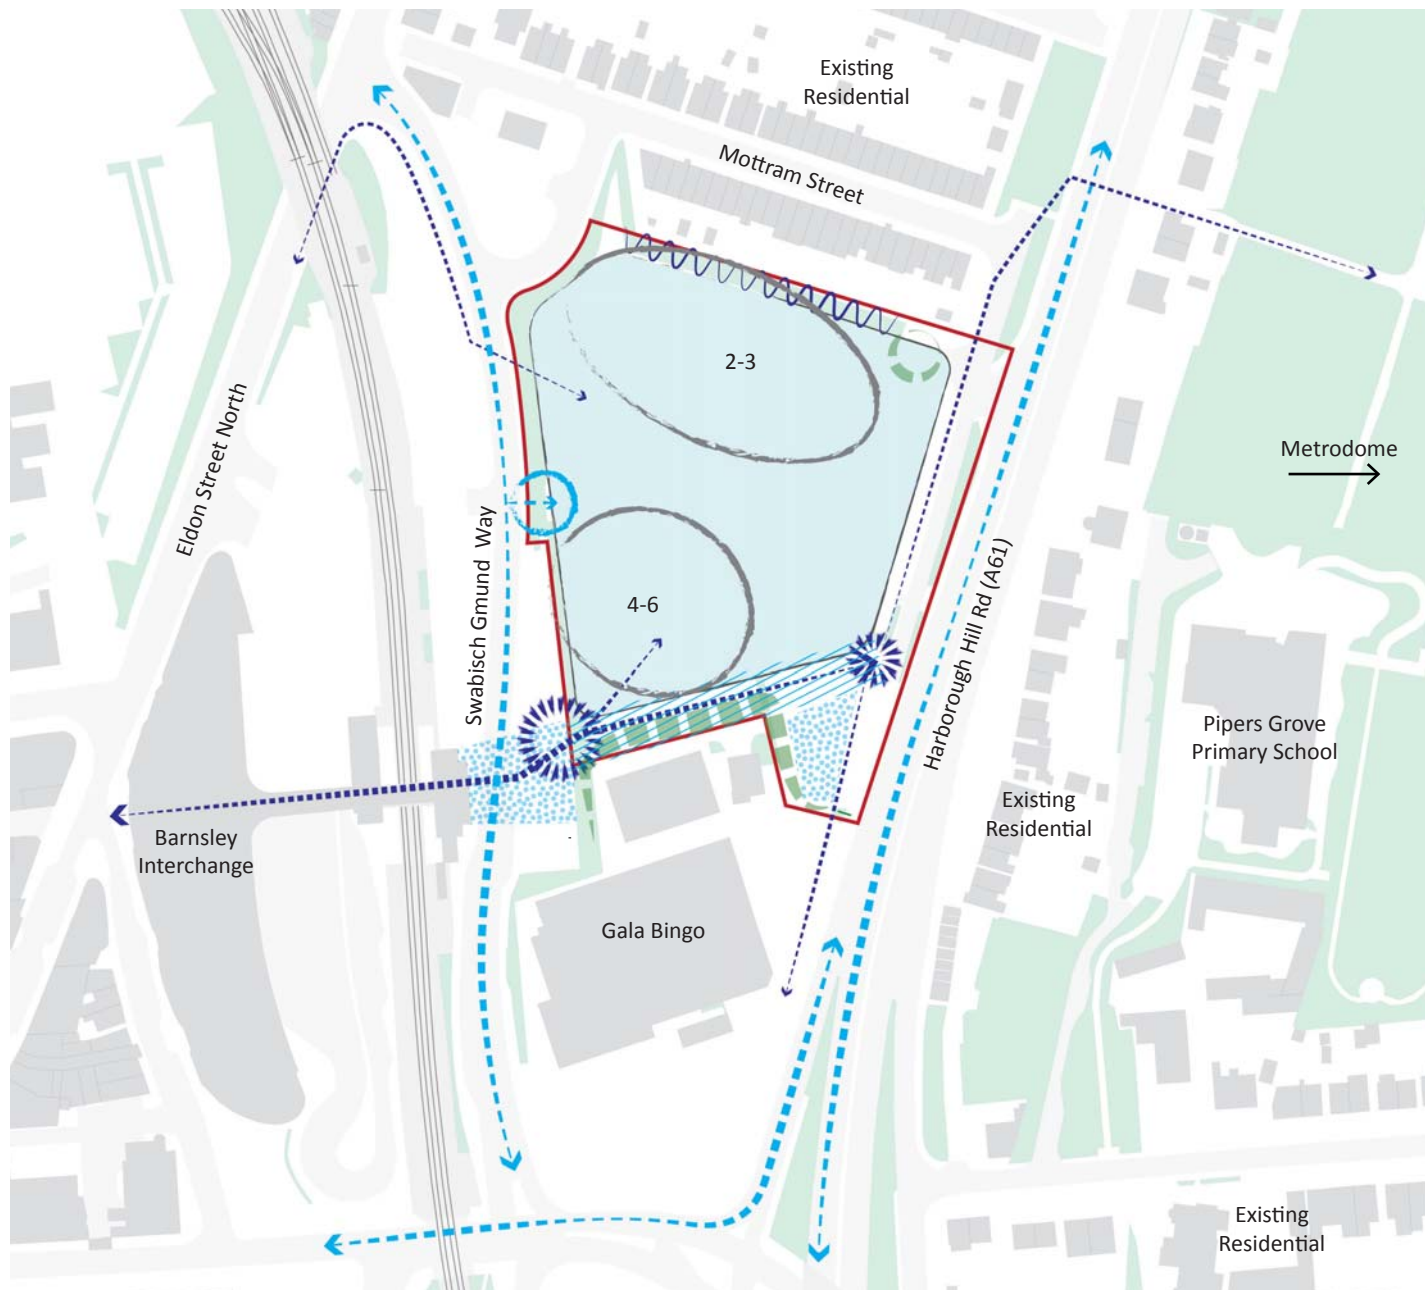 Existing
Residential
Mottram Street
2-3
Metrodome
Eldon Street North
Swabisch Gmund Way
4-6
Harborough Hill Rd (A61)
Pipers Grove
Primary School
Existing
Residential
Barnsley
Interchange
Gala Bingo
Existing
Residential